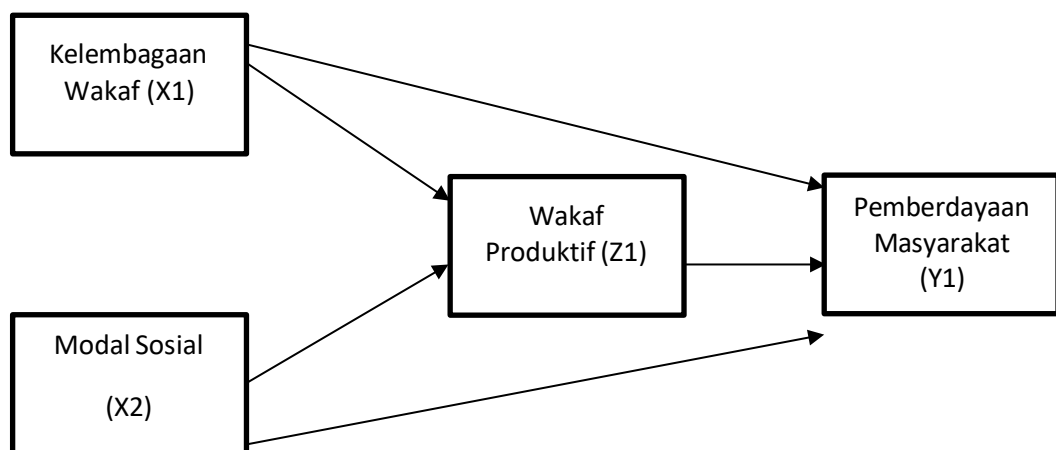 Kelembagaan
Wakaf (X1)
Wakaf
Produktif (Z1)
Pemberdayaan
Masyarakat
(Y1)
Modal Sosial
(X2)